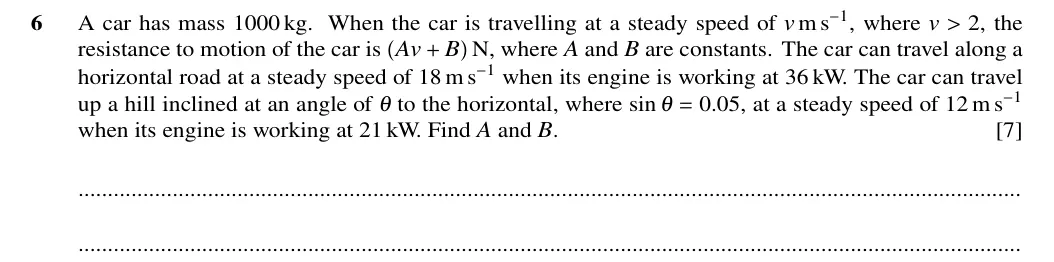 6 A car has mass 1000 kg. When the car is travelling at a steady speed of v m s⁻¹, where v > 2, the
resistance to motion of the car is (Av + B) N, where A and B are constants. The car can travel along a
horizontal road at a steady speed of 18 m s⁻¹ when its engine is working at 36 kW. The car can travel
up a hill inclined at an angle of θ to the horizontal, where sin θ = 0.05, at a steady speed of 12 m s⁻¹
when its engine is working at 21 kW. Find A and B. [7]